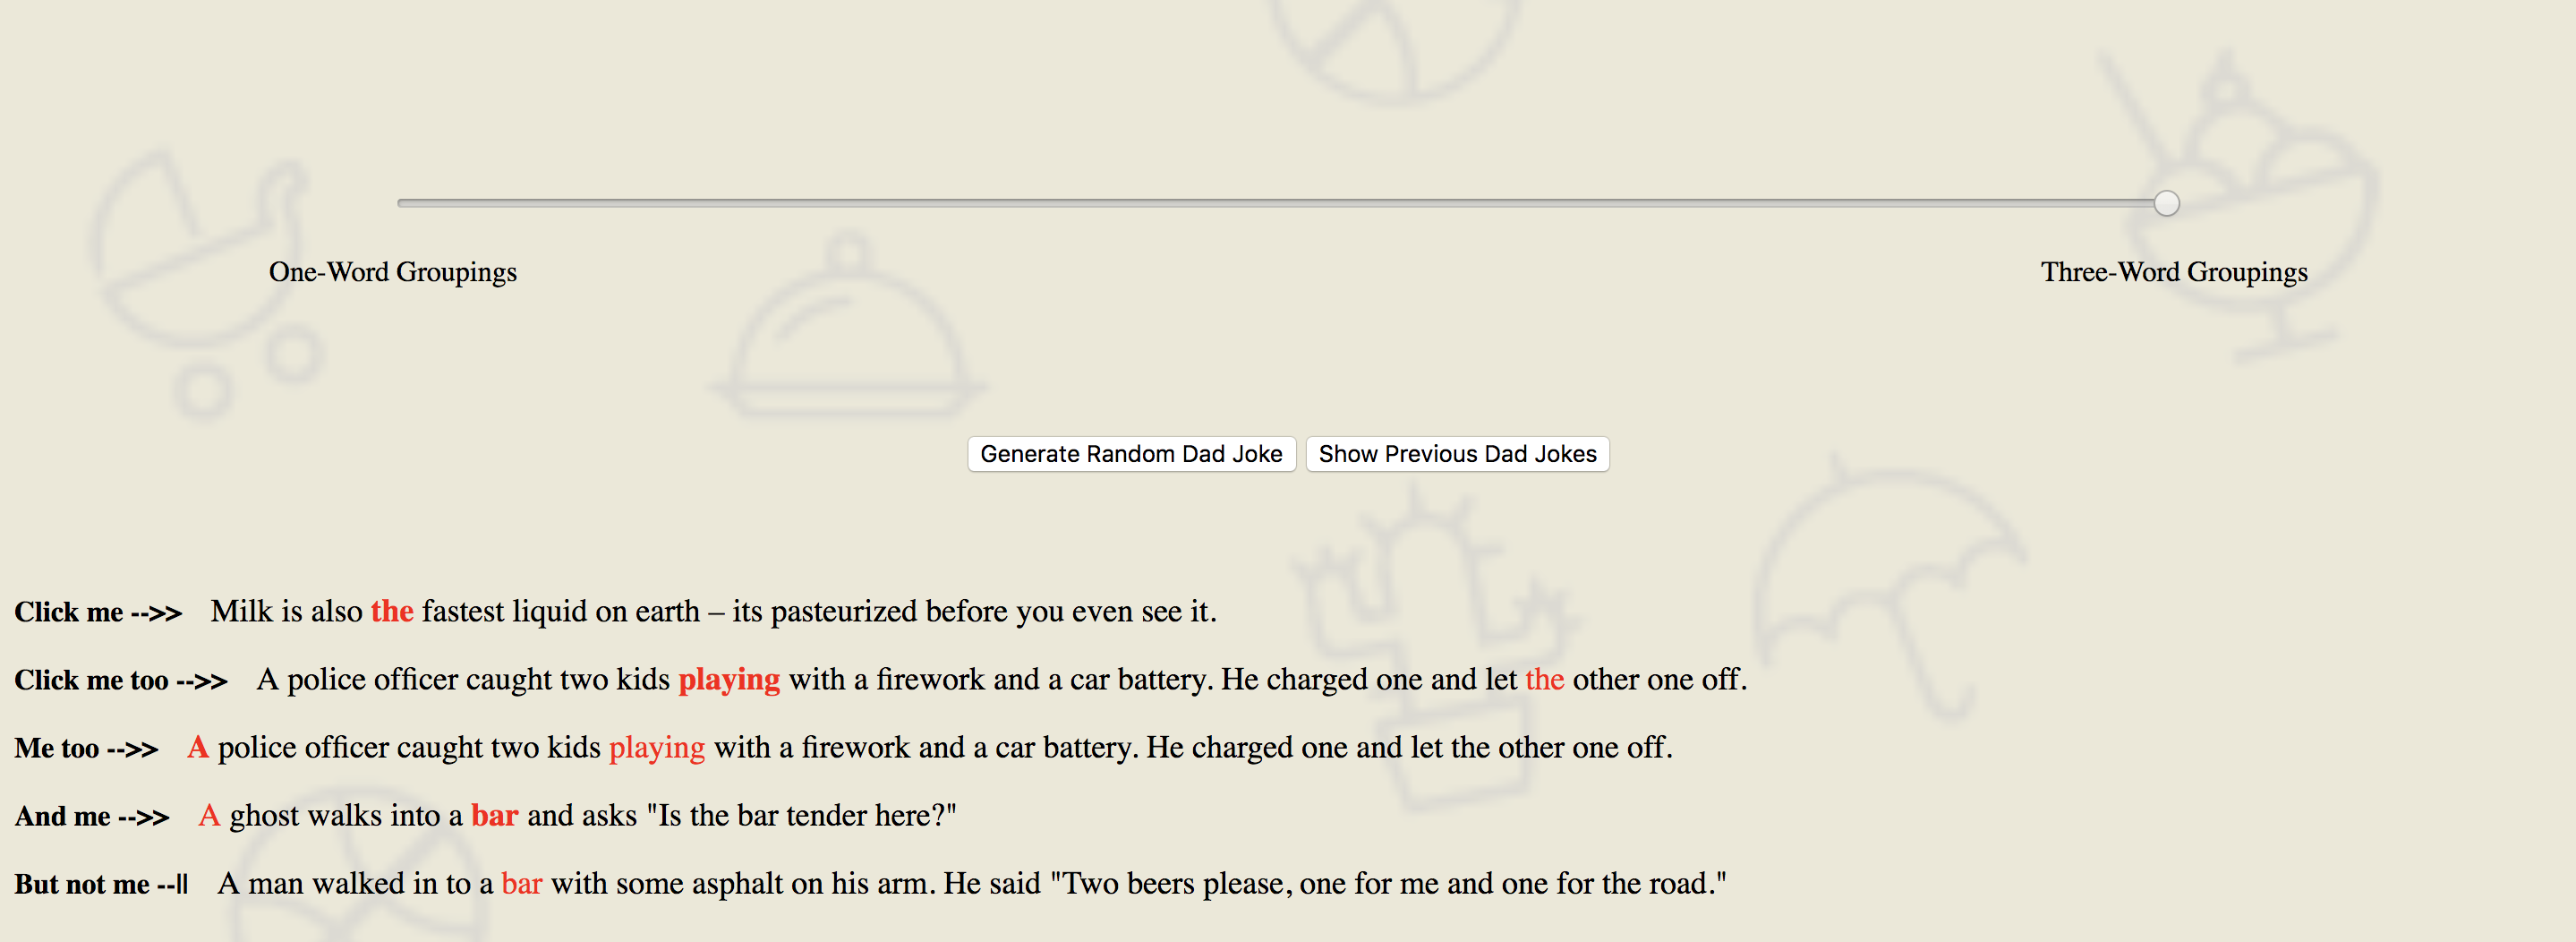 One-Word Groupings
Three-Word Groupings
Generate Random Dad Joke
Show Previous Dad Jokes
Click me -->> Milk is also the fastest liquid on earth – its pasteurized before you even see it.
Click me too -->> A police officer caught two kids playing with a firework and a car battery. He charged one and let the other one off.
Me too -->> A police officer caught two kids playing with a firework and a car battery. He charged one and let the other one off.
And me -->> A ghost walks into a bar and asks "Is the bar tender here?"
But not me --|| A man walked in to a bar with some asphalt on his arm. He said "Two beers please, one for me and one for the road."